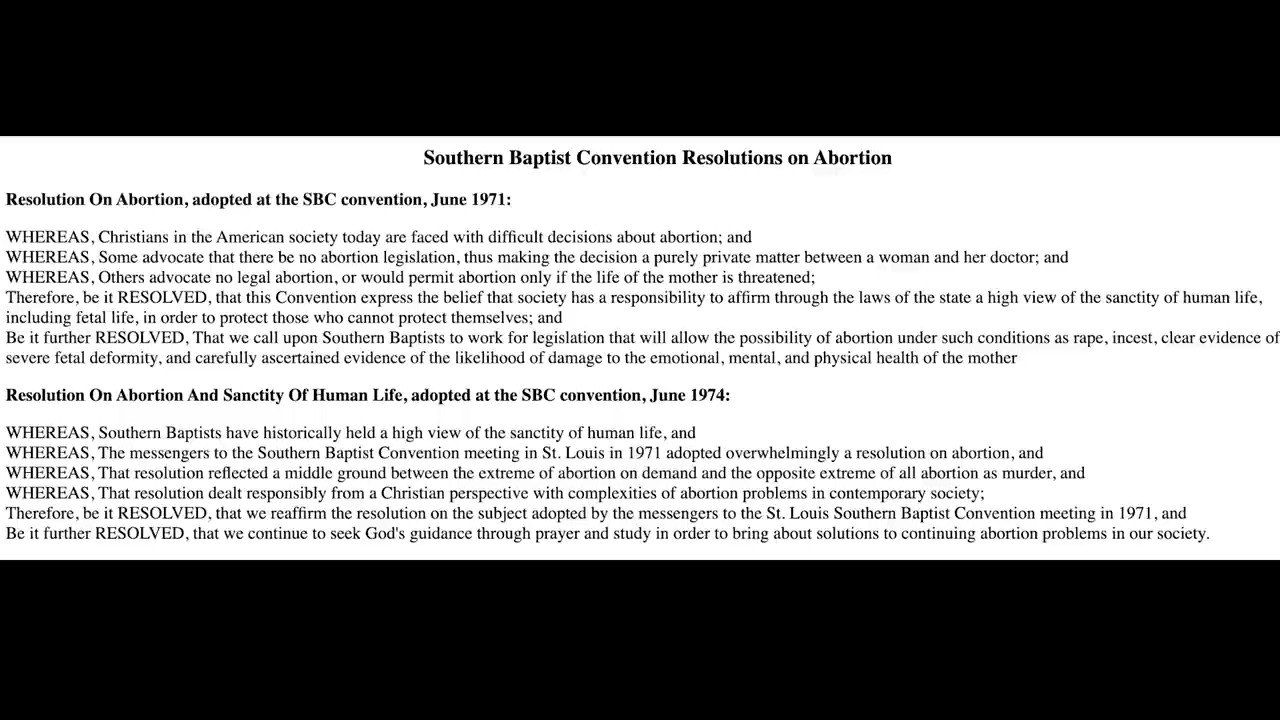 Southern Baptist Convention Resolutions on Abortion
Resolution On Abortion, adopted at the SBC convention, June 1971:
WHEREAS, Christians in the American society today are faced with difficult decisions about abortion; and
WHEREAS, Some advocate that there be no abortion legislation, thus making the decision a purely private matter between a woman and her doctor; and
WHEREAS, Others advocate no legal abortion, or would permit abortion only if the life of the mother is threatened;
Therefore, be it RESOLVED, that this Convention express the belief that society has a responsibility to affirm through the laws of the state a high view of the sanctity of human life,
including fetal life, in order to protect those who cannot protect themselves; and
Be it further RESOLVED, That we call upon Southern Baptists to work for legislation that will allow the possibility of abortion under such conditions as rape, incest, clear evidence of
severe fetal deformity, and carefully ascertained evidence of the likelihood of damage to the emotional, mental, and physical health of the mother
Resolution On Abortion And Sanctity Of Human Life, adopted at the SBC convention, June 1974:
WHEREAS, Southern Baptists have historically held a high view of the sanctity of human life, and
WHEREAS, The messengers to the Southern Baptist Convention meeting in St. Louis in 1971 adopted overwhelmingly a resolution on abortion, and
WHEREAS, That resolution reflected a middle ground between the extreme of abortion on demand and the opposite extreme of all abortion as murder, and
WHEREAS, That resolution dealt responsibly from a Christian perspective with complexities of abortion problems in contemporary society;
Therefore, be it RESOLVED, that we reaffirm the resolution on the subject adopted by the messengers to the St. Louis Southern Baptist Convention meeting in 1971, and
Be it further RESOLVED, that we continue to seek God's guidance through prayer and study in order to bring about solutions to continuing abortion problems in our society.